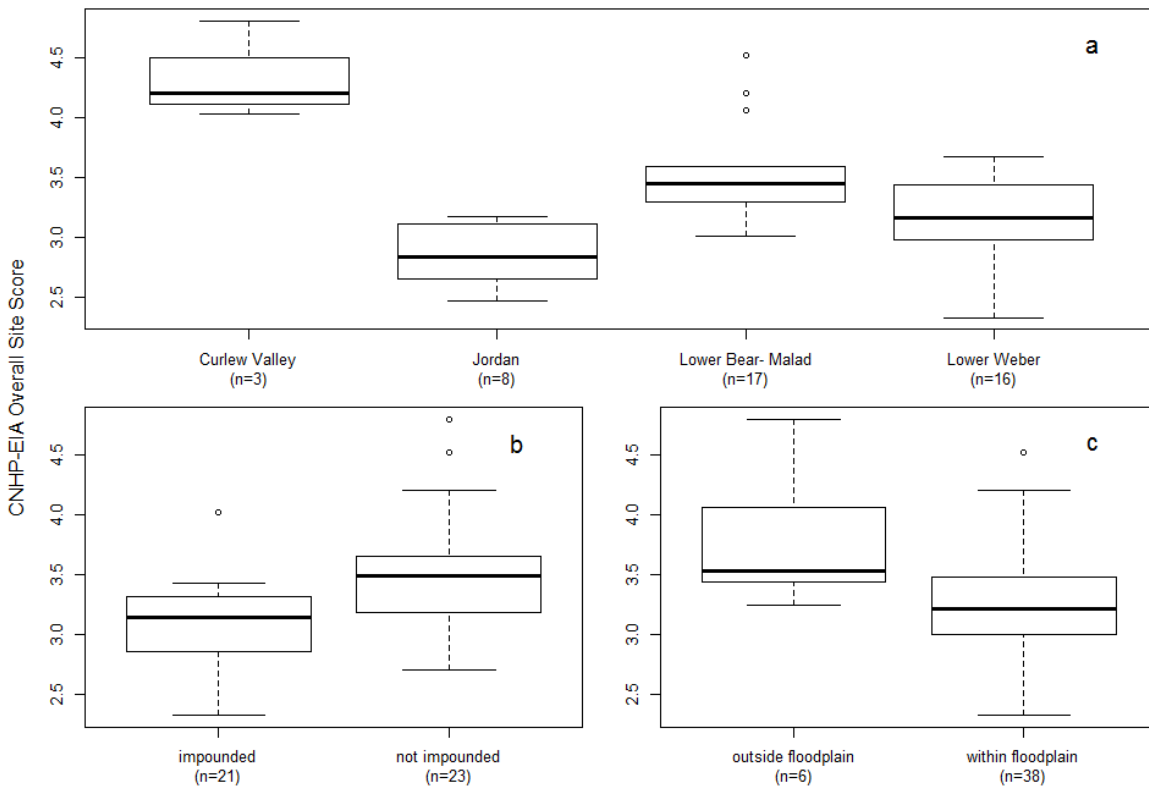 CNHP-EIA Overall Site Score
a
4.5
4.0
3.5
3.0
2.5
Curlew Valley Jordan Lower Bear- Malad Lower Weber
(n=3) (n=8) (n=17) (n=16)
b
4.5
4.0
3.5
3.0
2.5
impounded not impounded
(n=21) (n=23)
c
4.5
4.0
3.5
3.0
2.5
outside floodplain within floodplain
(n=6) (n=38)